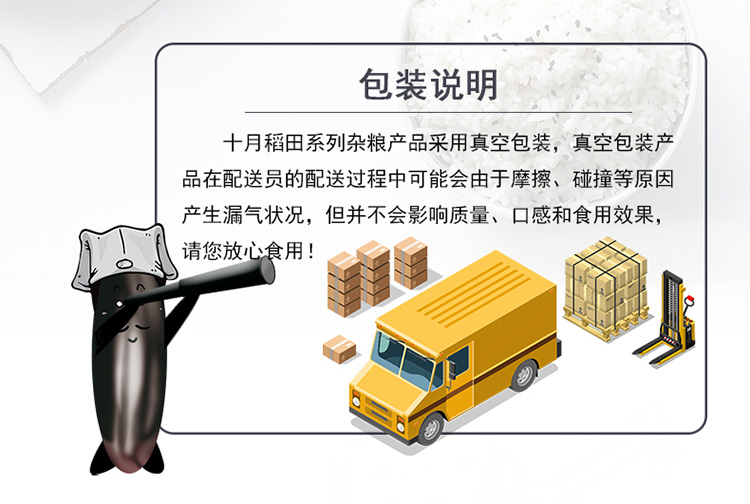 包装说明
十月稻田系列杂粮产品采用真空包装，真空包装产
品在配送员的配送过程中可能会由于摩擦、碰撞等原因
产生漏气状况，但并不会影响质量、口感和食用效果，
请您放心食用！